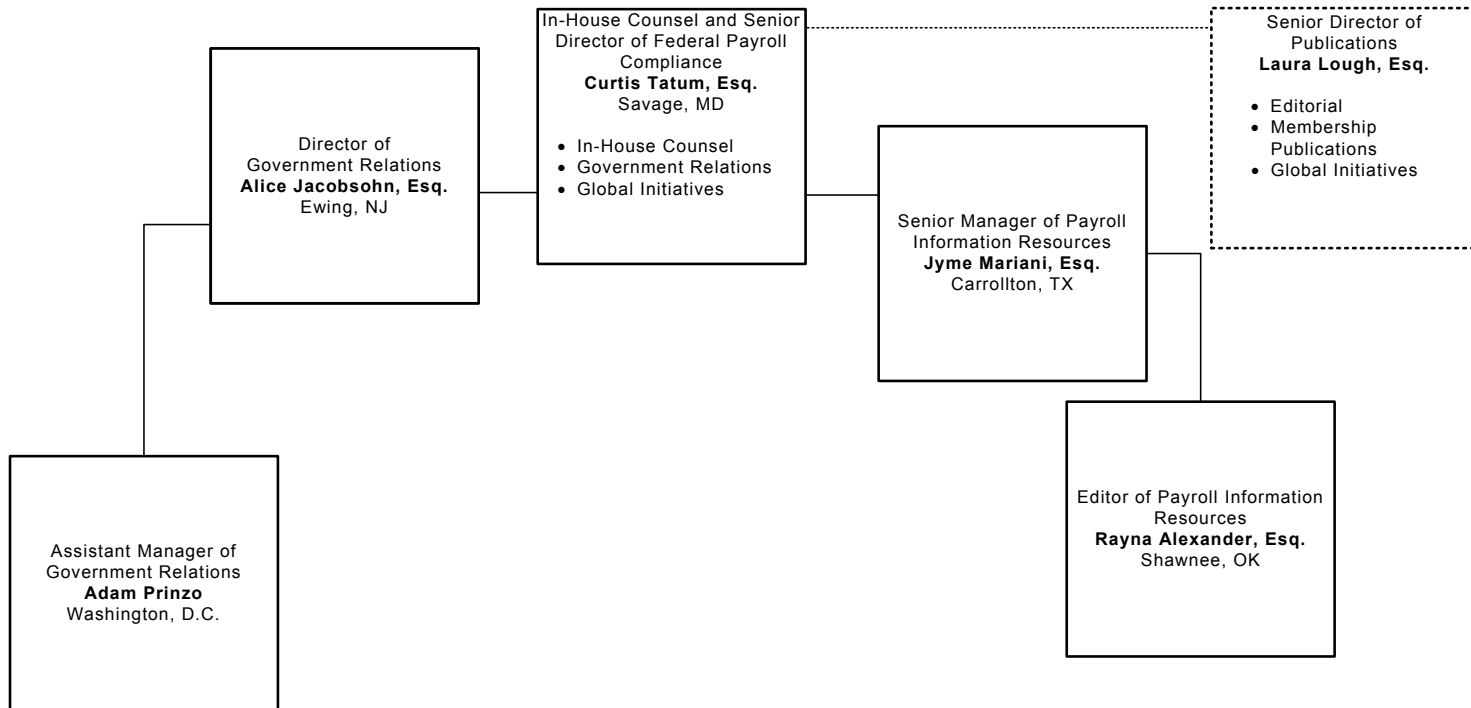 In-House Counsel and Senior
Director of Federal Payroll
Compliance
Curtis Tatum, Esq.
Savage, MD
• In-House Counsel
• Government Relations
• Global Initiatives
Senior Director of
Publications
Laura Lough, Esq.
• Editorial
• Membership
Publications
• Global Initiatives
Director of
Government Relations
Alice Jacobsohn, Esq.
Ewing, NJ
Senior Manager of Payroll
Information Resources
Jyme Mariani, Esq.
Carrollton, TX
Assistant Manager of
Government Relations
Adam Prinzo
Washington, D.C.
Editor of Payroll Information
Resources
Rayna Alexander, Esq.
Shawnee, OK